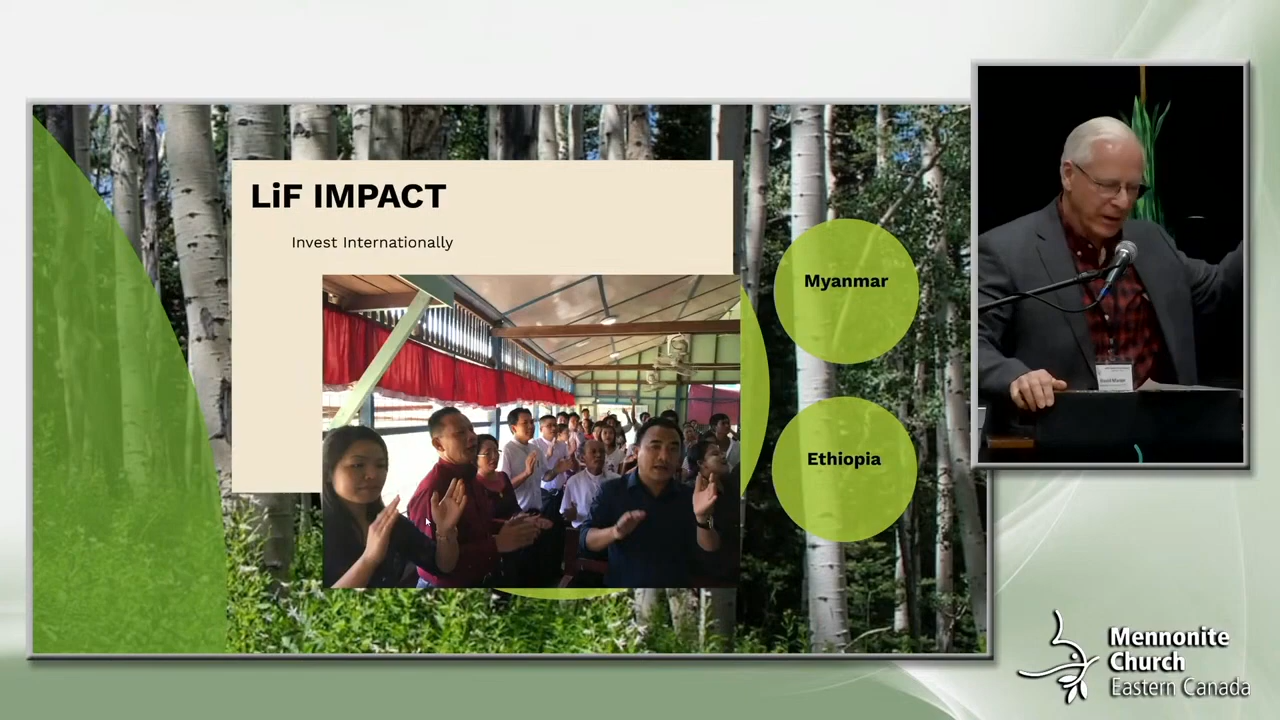 LiF IMPACT
Invest Internationally
Myanmar
Ethiopia
Mennonite
Church
Eastern Canada